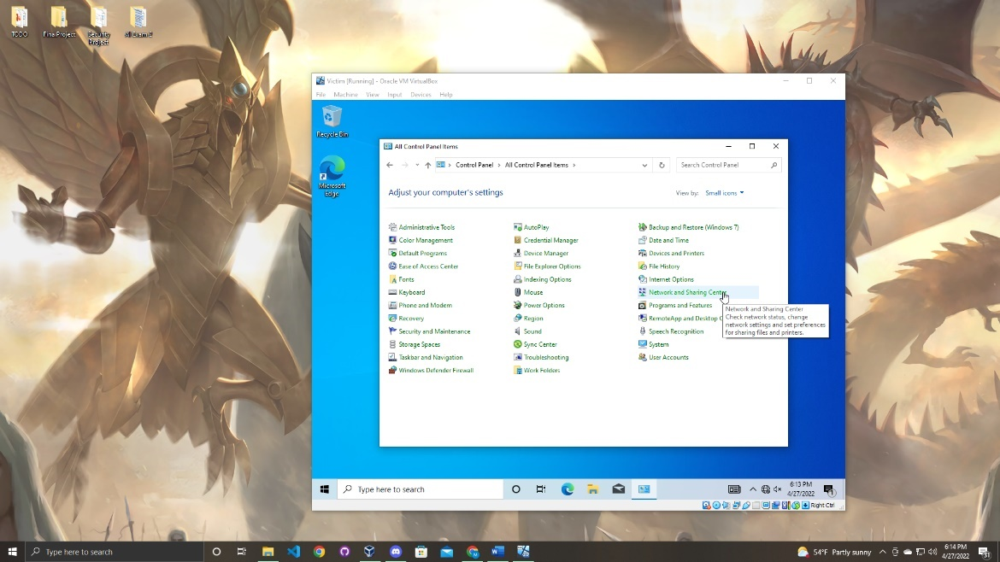 TODO
Fina Project
Security
Project
AI Exam 2
Victim [Running] - Oracle VM VirtualBox
File Machine View Input Devices Help
Recycle Bin
Microsoft
Edge
All Control Panel Items
Control Panel > All Control Panel Items >
Search Control Panel
Adjust your computer's settings
View by: Small icons
Administrative Tools
AutoPlay
Backup and Restore (Windows 7)
Color Management
Credential Manager
Date and Time
Default Programs
Device Manager
Devices and Printers
Ease of Access Center
File Explorer Options
File History
Fonts
Indexing Options
Internet Options
Keyboard
Mouse
Network and Sharing Center
Phone and Modem
Power Options
Programs and Features
Recovery
Region
RemoteApp and Desktop C
Security and Maintenance
Sound
Speech Recognition
Storage Spaces
Sync Center
System
Taskbar and Navigation
Troubleshooting
User Accounts
Windows Defender Firewall
Work Folders
Network and Sharing Center
Check network status, change
network settings and set preferences
for sharing files and printers.
Type here to search
6:13 PM
4/27/2022
1
Right Ctrl
Type here to search
54°F Partly sunny
6:14 PM
4/27/2022